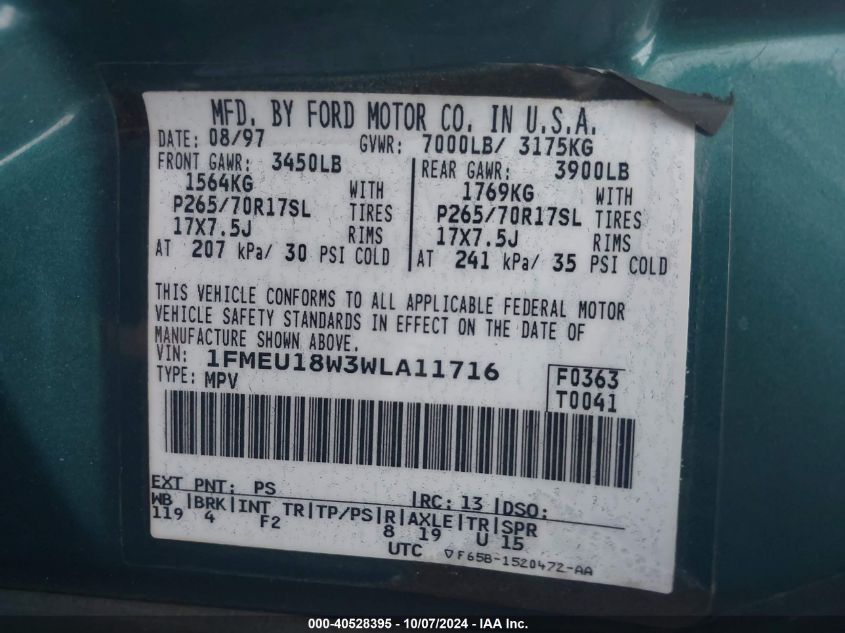 MFD. BY FORD MOTOR CO. IN U.S.A.
DATE: 08/97 GVWR: 7000LB/ 3175KG
FRONT GAWR: 3450LB REAR GAWR: 3900LB
1564KG WITH 1769KG WITH
P265/70R17SL TIRES P265/70R17SL TIRES
17X7.5J RIMS 17X7.5J RIMS
AT 207 kPa/ 30 PSI COLD AT 241 kPa/ 35 PSI COLD
THIS VEHICLE CONFORMS TO ALL APPLICABLE FEDERAL MOTOR
VEHICLE SAFETY STANDARDS IN EFFECT ON THE DATE OF
MANUFACTURE SHOWN ABOVE.
VIN: 1FMEU18W3WLA11716 F0363
TYPE: MPV T0041
EXT PNT: PS RC: 13 DSO:
WB BRK INT TR TP/PS R AXLE TR SPR
119 4 F2 8 19 U 15
UTC ▽F65B-1520472-AA
000-40528395 - 10/07/2024 - IAA Inc.